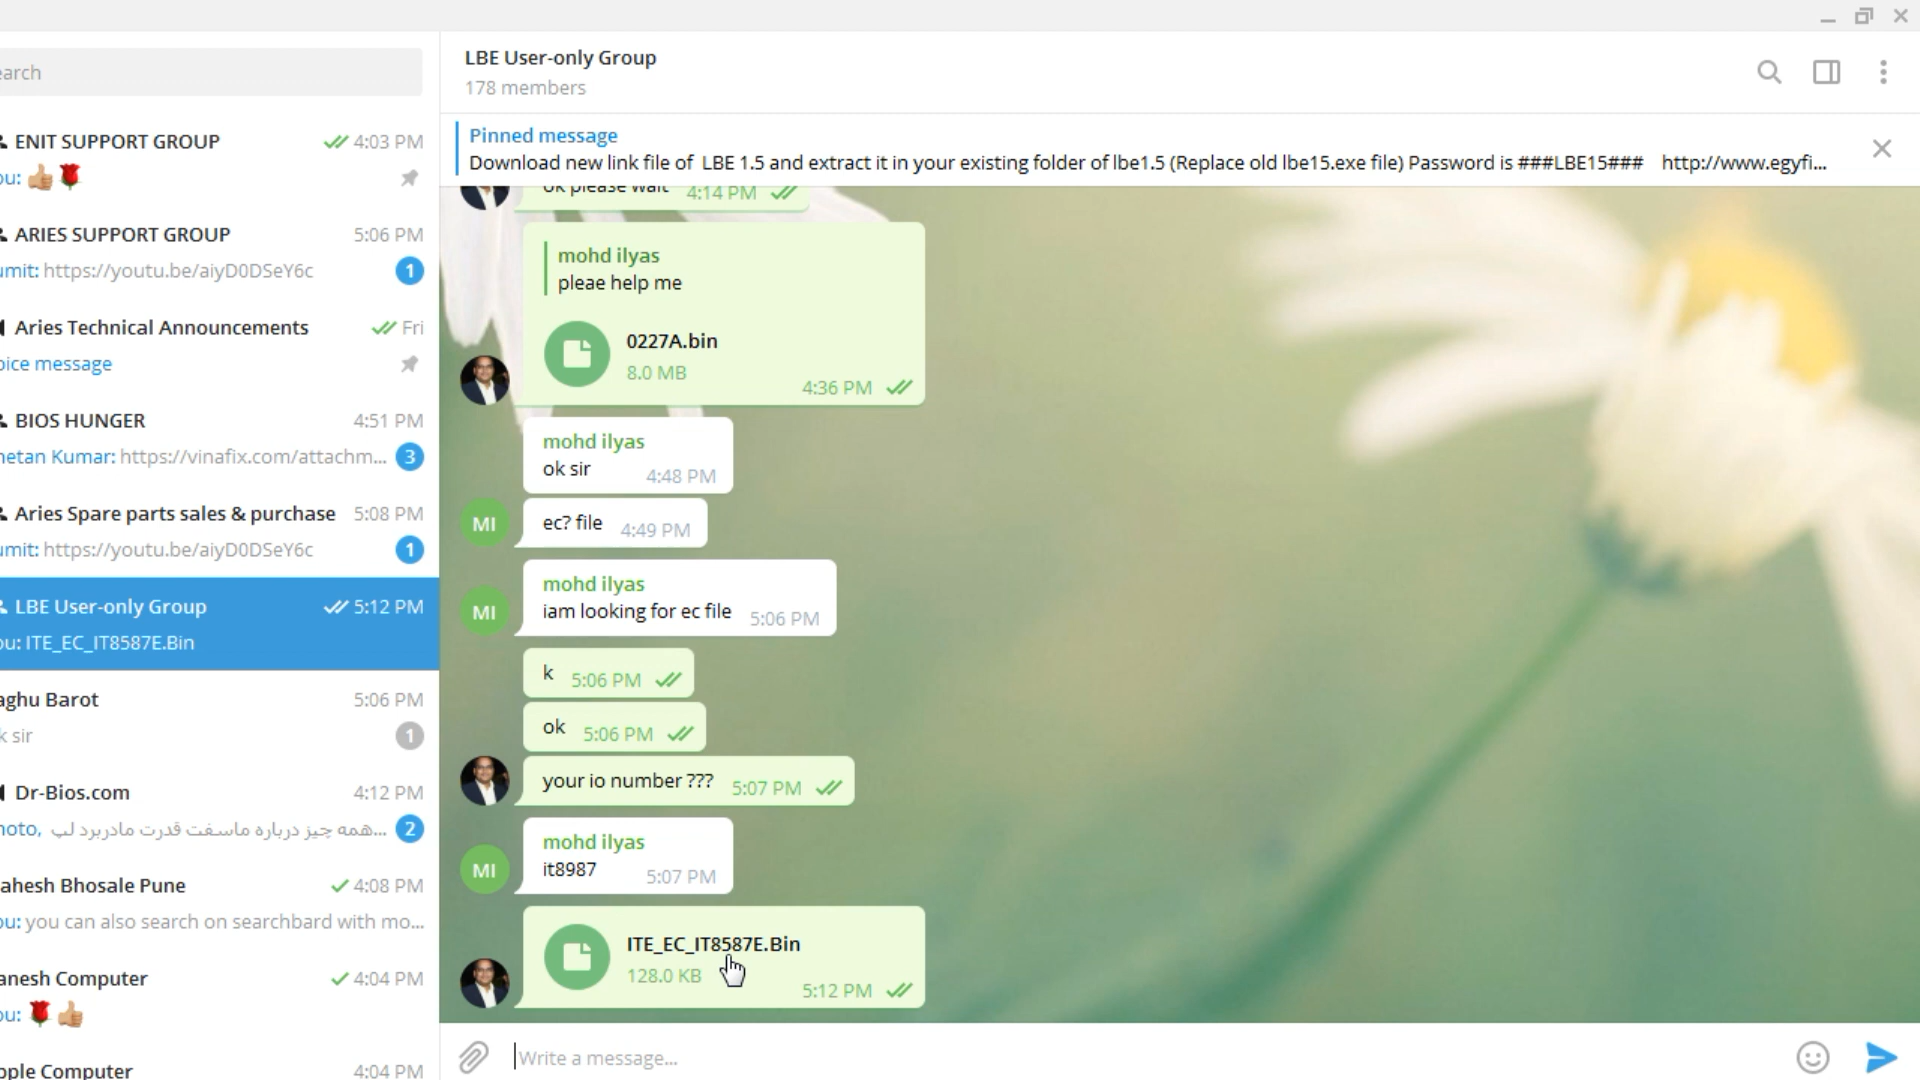 earch
ENIT SUPPORT GROUP 4:03 PM
ou: 👍🌹
ARIES SUPPORT GROUP 5:06 PM
umit: https://youtu.be/aiyD0DSeY6c 1
Aries Technical Announcements Fri
oice message
BIOS HUNGER 4:51 PM
hetan Kumar: https://vinafix.com/attachm... 3
Aries Spare parts sales & purchase 5:08 PM
umit: https://youtu.be/aiyD0DSeY6c 1
LBE User-only Group 5:12 PM
ou: ITE_EC_IT8587E.Bin
aghu Barot 5:06 PM
k sir 1
Dr-Bios.com 4:12 PM
hoto, همه چیز درباره ماسفت قدرت مادربرد لپ... 2
ahesh Bhosale Pune 4:08 PM
ou: you can also search on searchbard with mo...
anesh Computer 4:04 PM
ou: 🌹👍
pple Computer 4:04 PM
LBE User-only Group
178 members
Pinned message
Download new link file of LBE 1.5 and extract it in your existing folder of lbe1.5 (Replace old lbe15.exe file) Password is ###LBE15### http://www.egyfi...
ok please wait 4:14 PM
mohd ilyas
pleae help me
0227A.bin
8.0 MB
4:36 PM
mohd ilyas
ok sir 4:48 PM
MI
ec? file 4:49 PM
mohd ilyas
MI
iam looking for ec file 5:06 PM
k 5:06 PM
ok 5:06 PM
your io number ??? 5:07 PM
mohd ilyas
MI
it8987 5:07 PM
ITE_EC_IT8587E.Bin
128.0 KB
5:12 PM
Write a message...